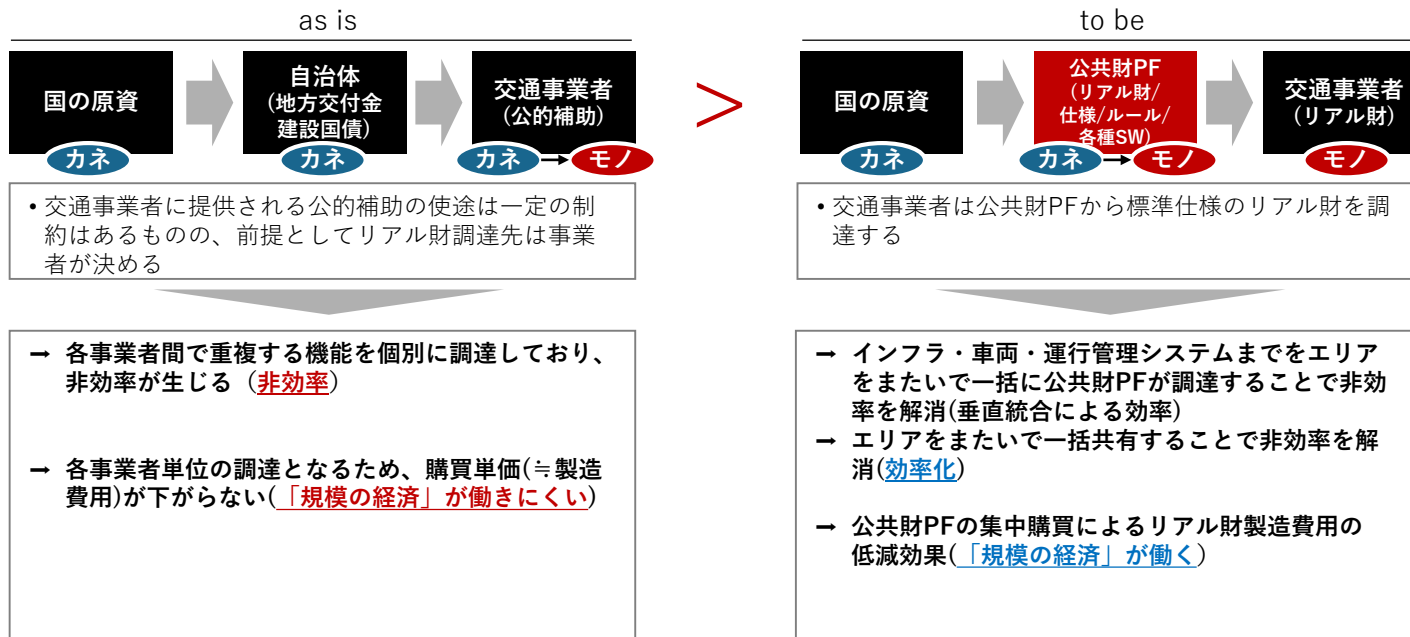 as is
国の原資
カネ
自治体
(地方交付金
建設国債)
カネ
交通事業者
(公的補助)
カネ→モノ
• 交通事業者に提供される公的補助の使途は一定の制
約はあるものの、前提としてリアル財調達先は事業
者が決める
→ 各事業者間で重複する機能を個別に調達しており、
非効率が生じる（非効率）
→ 各事業者単位の調達となるため、購買単価(≒製造
費用)が下がらない(「規模の経済」が働きにくい)
>
to be
国の原資
カネ
公共財PF
(リアル財/
仕様/ルール/
各種SW)
カネ→モノ
交通事業者
(リアル財)
モノ
• 交通事業者は公共財PFから標準仕様のリアル財を調
達する
→ インフラ・車両・運行管理システムまでをエリア
をまたいで一括に公共財PFが調達することで非効
率を解消(垂直統合による効率)
→ エリアをまたいで一括共有することで非効率を解
消(効率化)
→ 公共財PFの集中購買によるリアル財製造費用の
低減効果(「規模の経済」が働く)